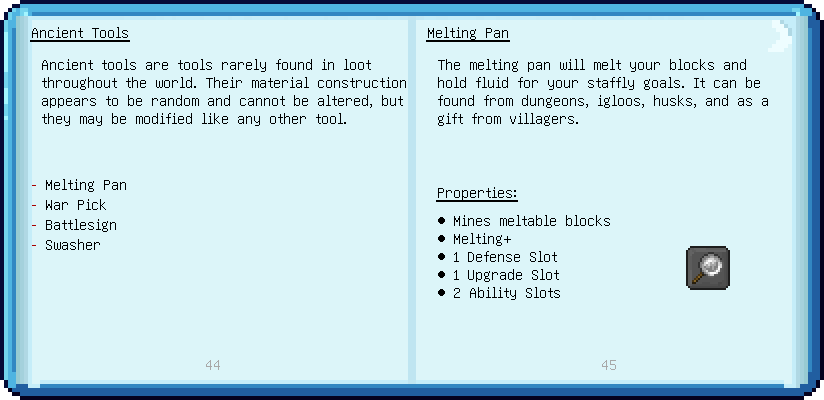 Ancient Tools
Ancient tools are tools rarely found in loot
throughout the world. Their material construction
appears to be random and cannot be altered, but
they may be modified like any other tool.
- Melting Pan
- War Pick
- Battlesign
- Swasher
44
Melting Pan
The melting pan will melt your blocks and
hold fluid for your staffly goals. It can be
found from dungeons, igloos, husks, and as a
gift from villagers.
Properties:
● Mines meltable blocks
● Melting+
● 1 Defense Slot
● 1 Upgrade Slot
● 2 Ability Slots
45